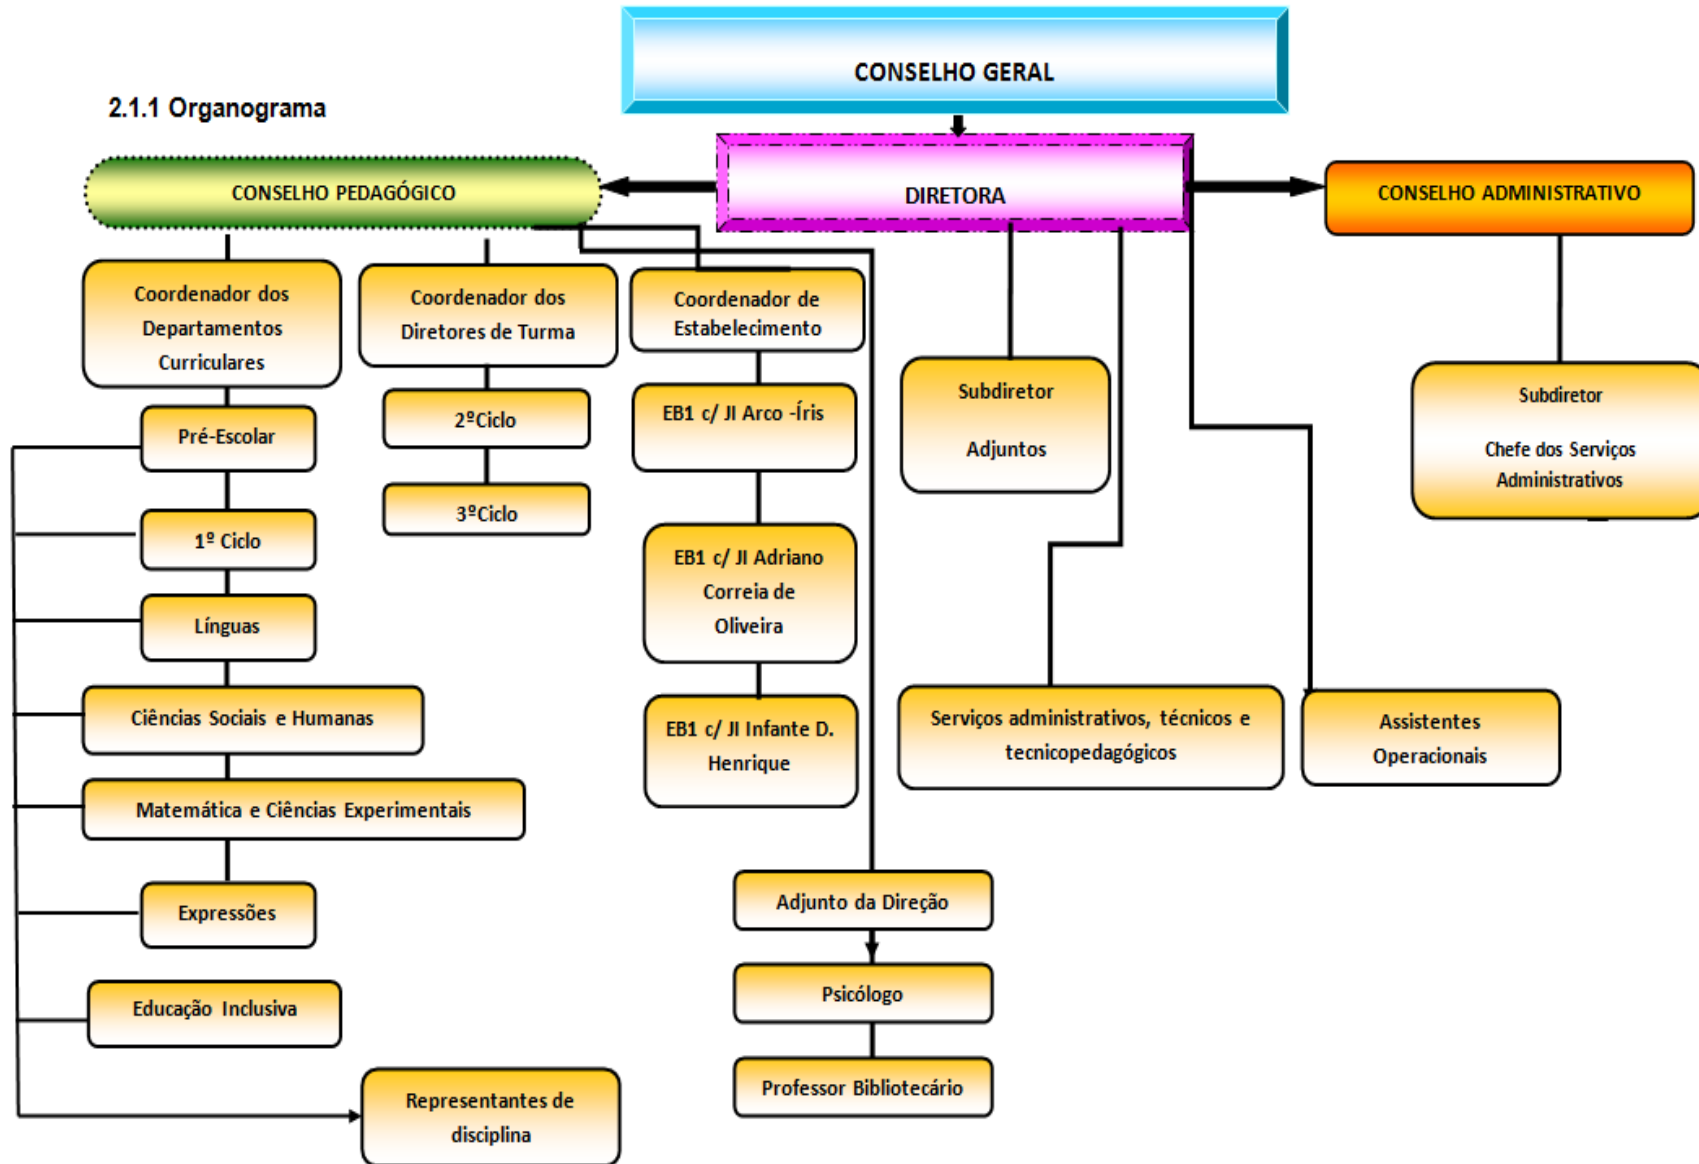 CONSELHO GERAL
2.1.1 Organograma
CONSELHO PEDAGÓGICO
DIRETORA
CONSELHO ADMINISTRATIVO
Coordenador dos
Departamentos
Curriculares
Coordenador dos
Diretores de Turma
Coordenador de
Estabelecimento
Subdiretor
Adjuntos
Subdiretor
Chefe dos Serviços
Administrativos
Pré-Escolar
2ºCiclo
EB1 c/ JI Arco -Íris
1º Ciclo
3ºCiclo
EB1 c/ JI Adriano
Correia de
Oliveira
Línguas
Ciências Sociais e Humanas
EB1 c/ JI Infante D.
Henrique
Serviços administrativos, técnicos e
tecnicopedagógicos
Assistentes
Operacionais
Matemática e Ciências Experimentais
Expressões
Adjunto da Direção
Educação Inclusiva
Psicólogo
Professor Bibliotecário
Representantes de
disciplina